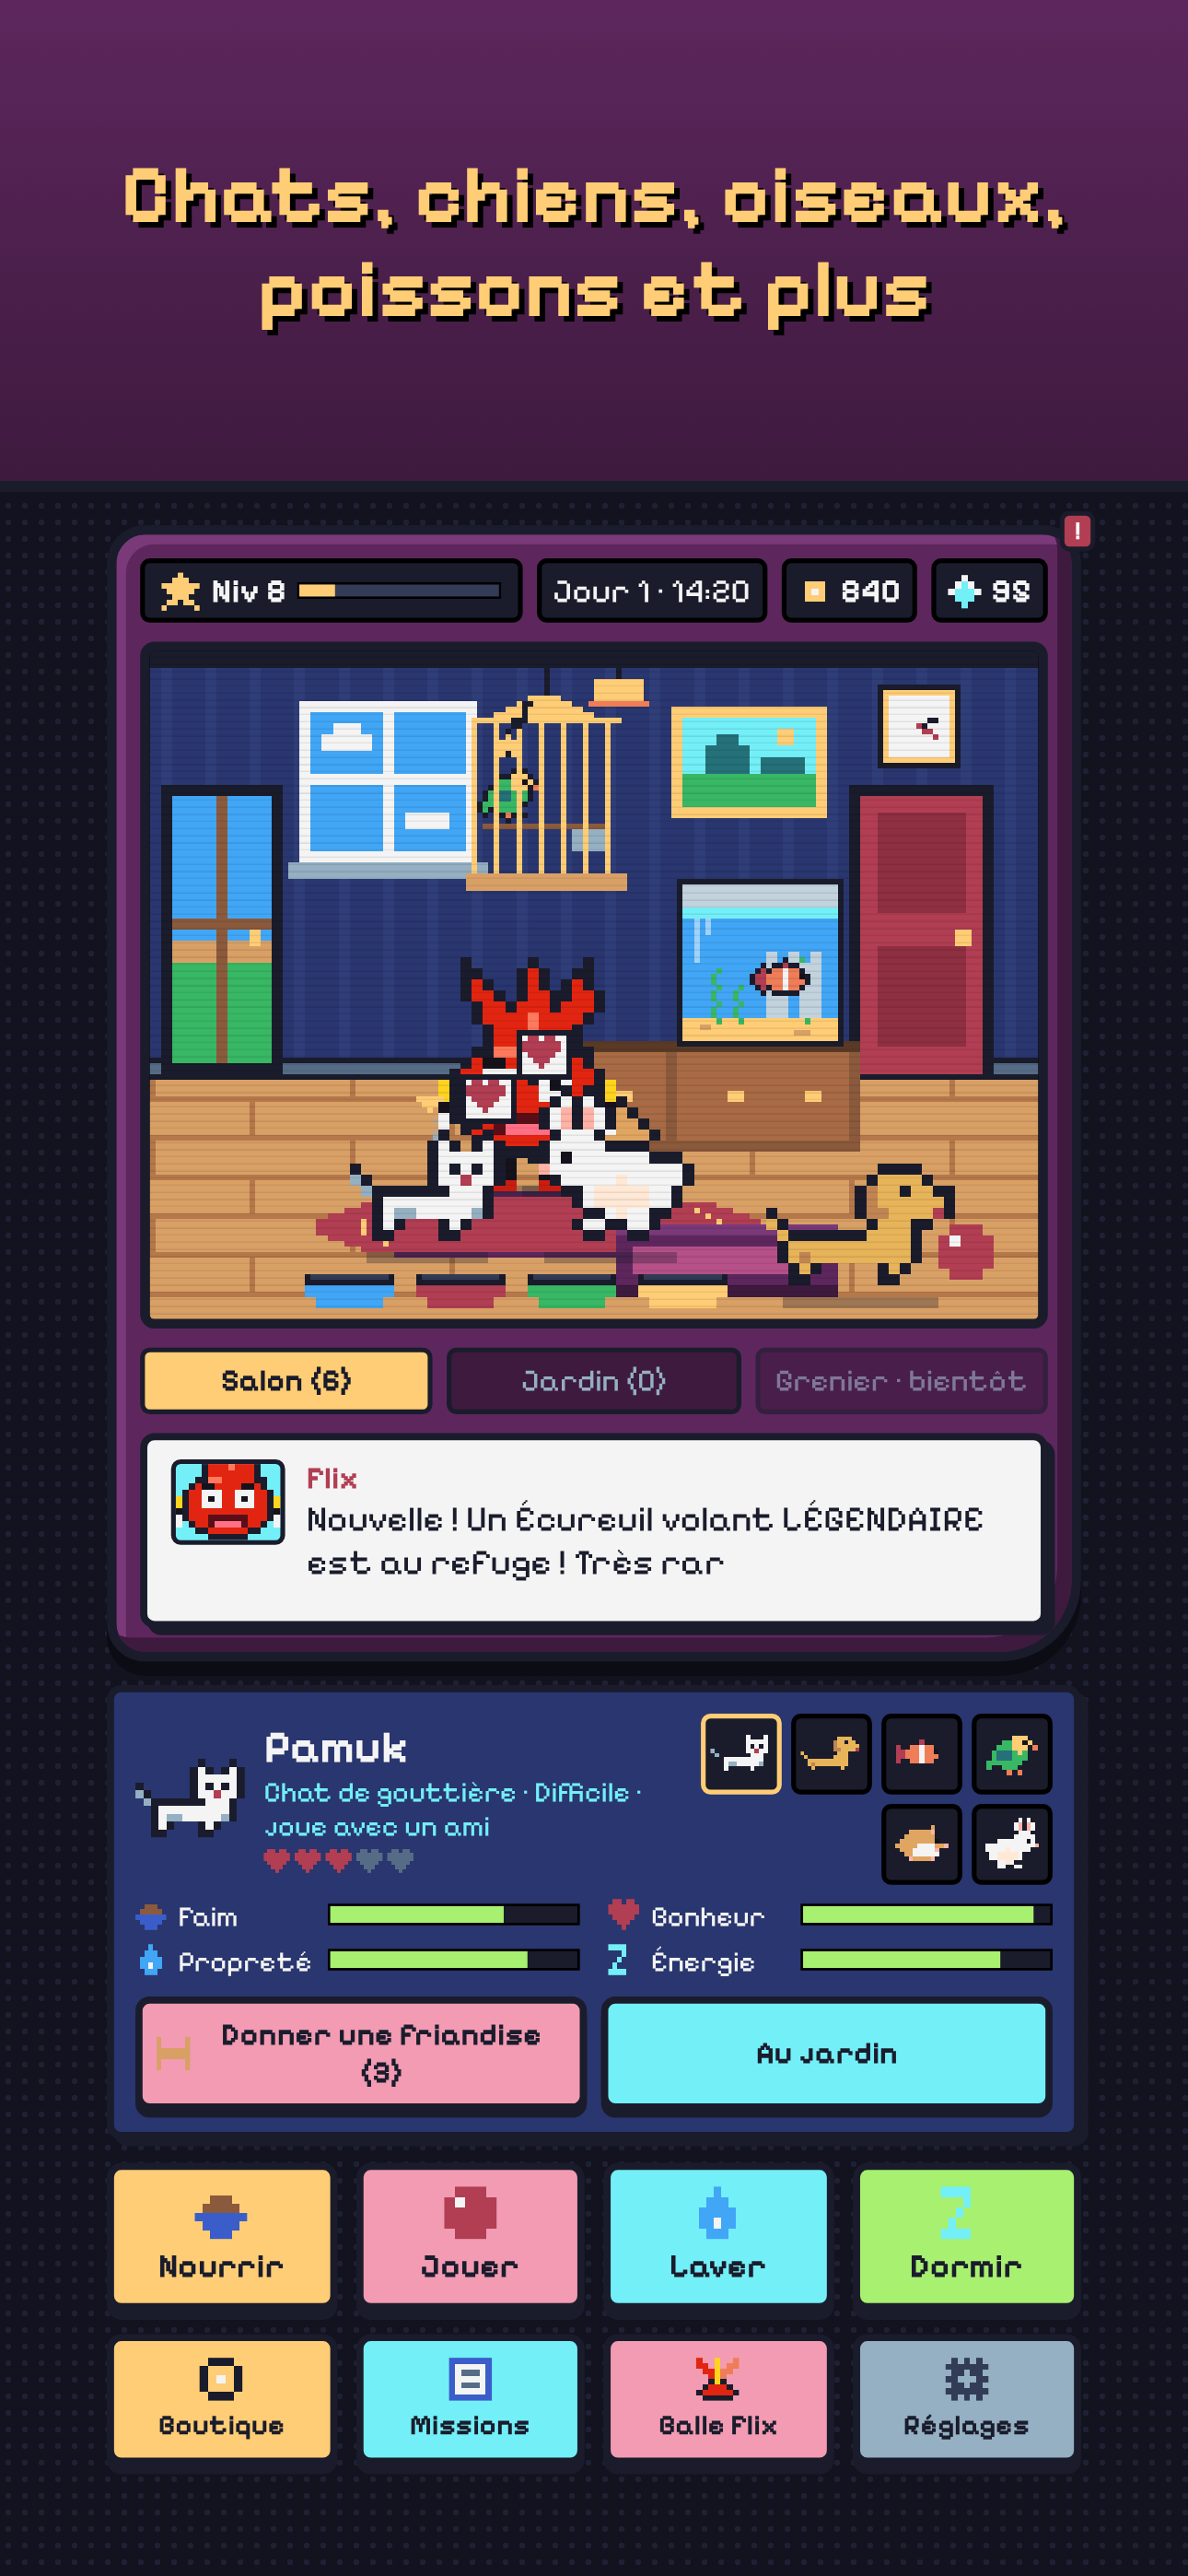 Chats, chiens, oiseaux,
poissons et plus
!
Niv 8
Jour 1 · 14:20
840
98
Salon (6)
Jardin (0)
Grenier · bientôt
Flix
Nouvelle ! Un Écureuil volant LÉGENDAIRE
est au refuge ! Très rar
Pamuk
Chat de gouttière · Difficile ·
joue avec un ami
Faim
Bonheur
Propreté
Énergie
Donner une friandise
(3)
Au jardin
Nourrir
Jouer
Laver
Dormir
Boutique
Missions
Balle Flix
Réglages